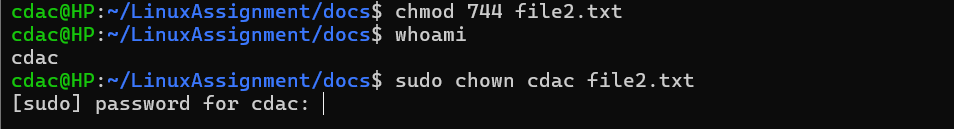 cdac@HP:~/LinuxAssignment/docs$ chmod 744 file2.txt
cdac@HP:~/LinuxAssignment/docs$ whoami
cdac
cdac@HP:~/LinuxAssignment/docs$ sudo chown cdac file2.txt
[sudo] password for cdac: